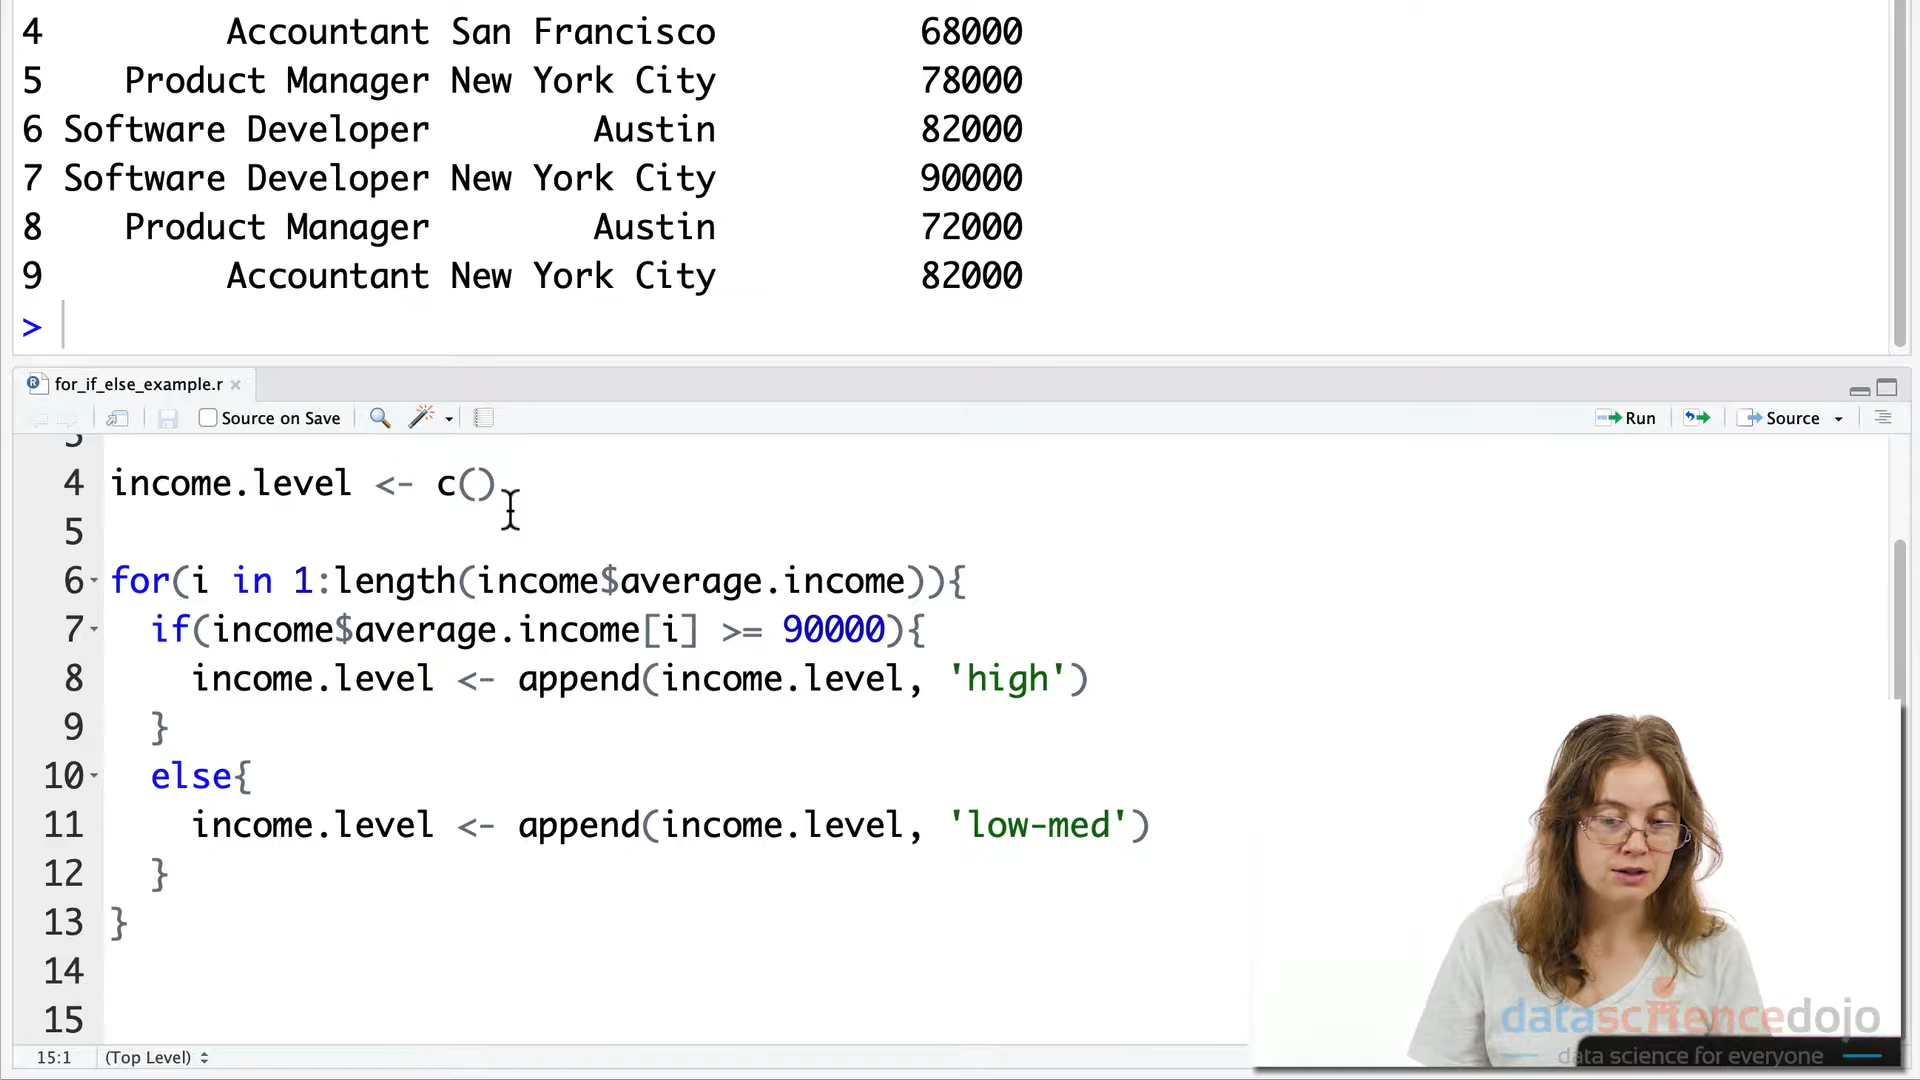 4 Accountant San Francisco 68000
5 Product Manager New York City 78000
6 Software Developer Austin 82000
7 Software Developer New York City 90000
8 Product Manager Austin 72000
9 Accountant New York City 82000
>
for_if_else_example.r
Source on Save Run Source
4 income.level <- c()
5
6 for(i in 1:length(income$average.income)){
7 if(income$average.income[i] >= 90000){
8 income.level <- append(income.level, 'high')
9 }
10 else{
11 income.level <- append(income.level, 'low-med')
12 }
13 }
14
15
15:1 (Top Level)
datasciencedojo
data science for everyone